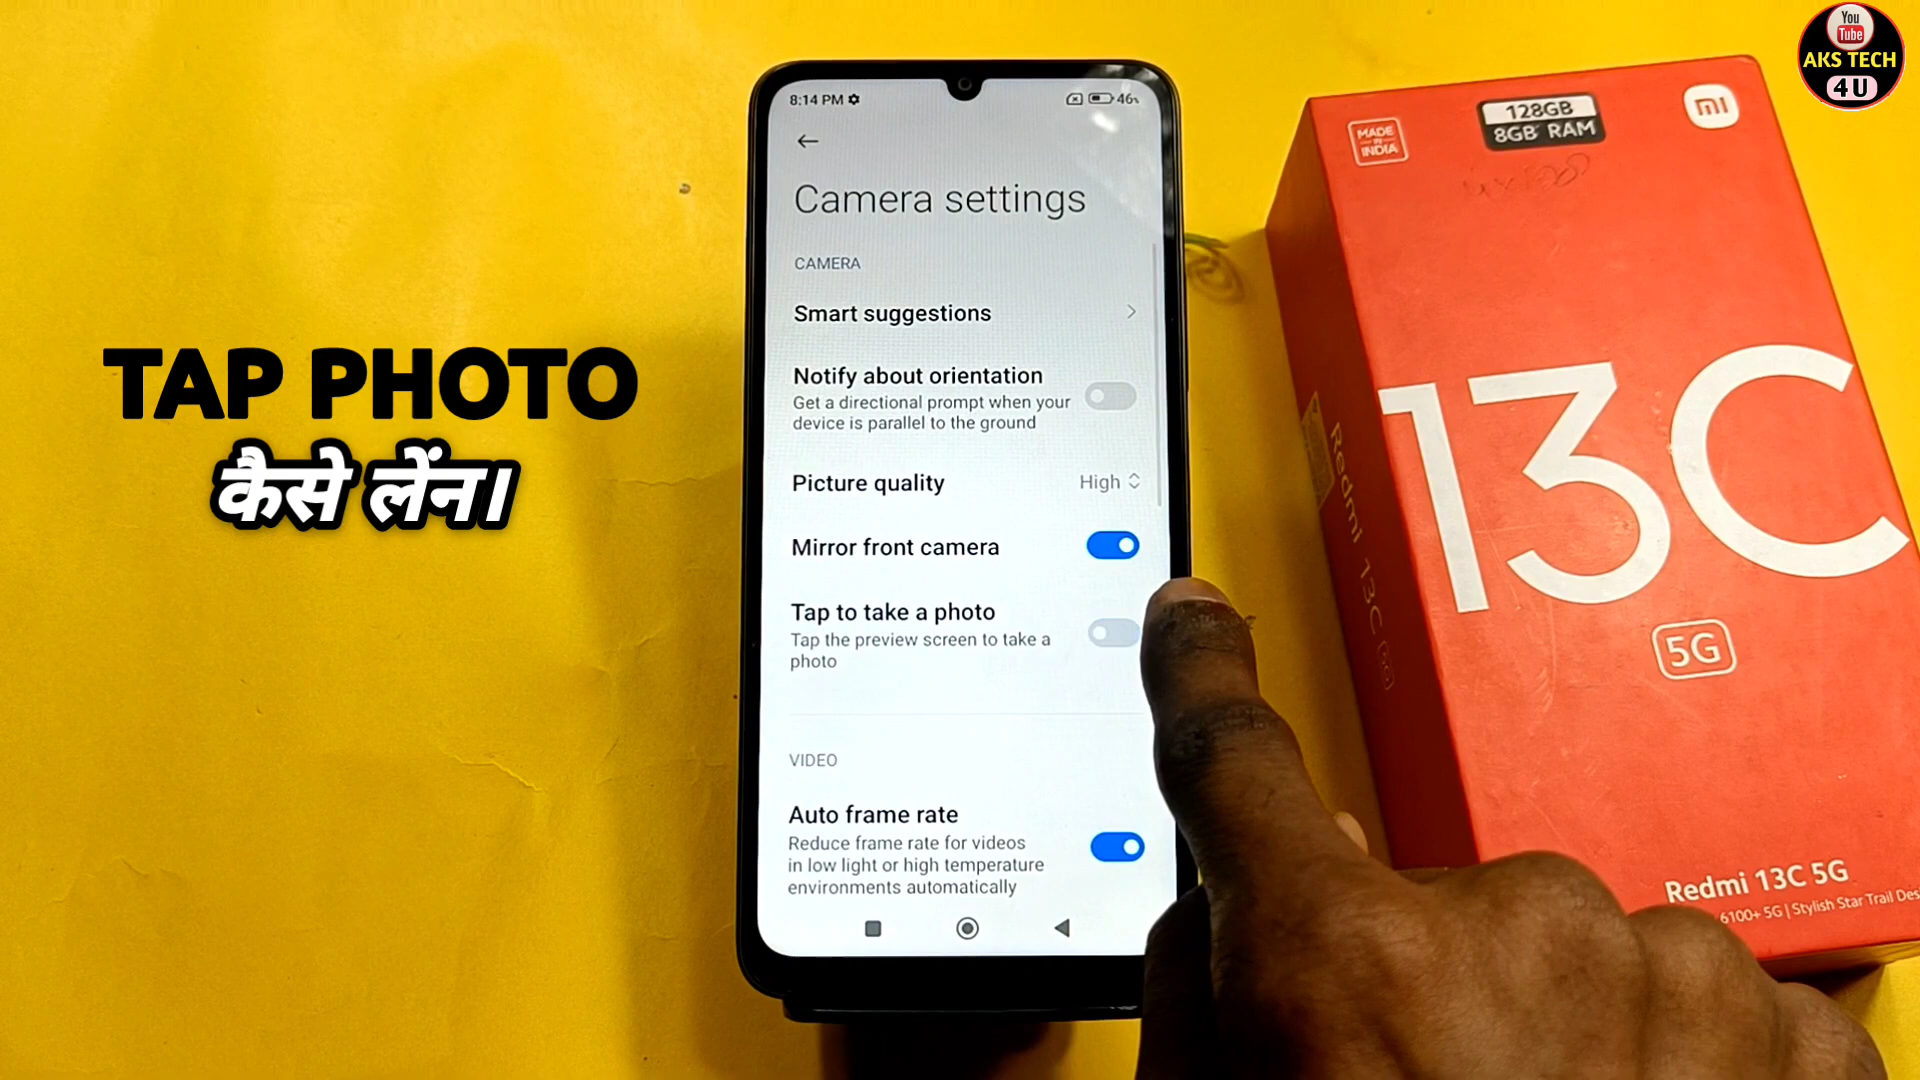 You
Tube
AKS TECH
4U
TAP PHOTO
कैसे लेंन।
8:14 PM
46%
Camera settings
CAMERA
Smart suggestions
Notify about orientation
Get a directional prompt when your
device is parallel to the ground
Picture quality
High
Mirror front camera
Tap to take a photo
Tap the preview screen to take a
photo
VIDEO
Auto frame rate
Reduce frame rate for videos
in low light or high temperature
environments automatically
MADE
IN
INDIA
128GB
8GB RAM
mi
13C
5G
Redmi 13C 5G
Redmi 13C 5G
6100+ 5G | Stylish Star Trail Des